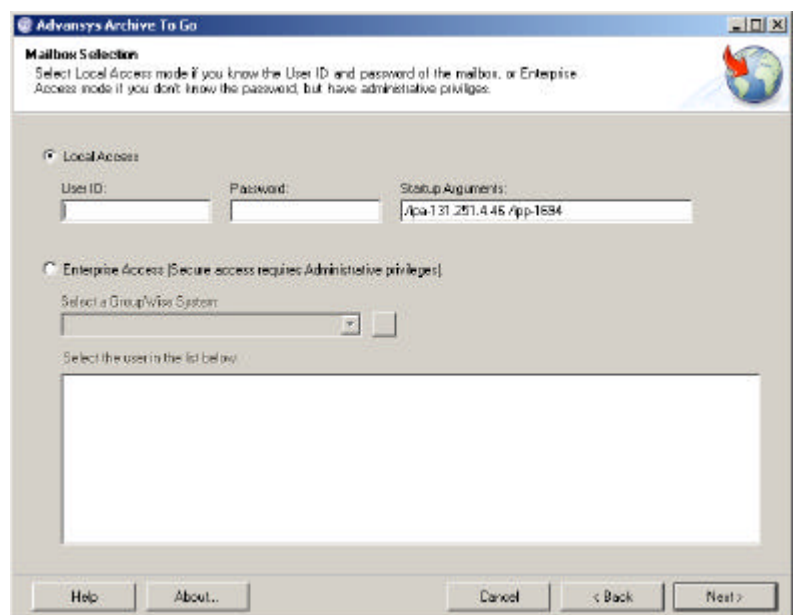 Advansys Archive To Go
Mailbox Selection
Select Local Access mode if you know the User ID and password of the mailbox, or Enterprise
Access mode if you don't know the password, but have administrative priviliges.
Local Access
User ID:
Password:
Startup Arguments:
/ipa-131.251.4.46 /ipp-1684
Enterprise Access (Secure access requires Administrative privileges)
Select a GroupWise System
Select the user in the list below
Help
About...
Cancel
< Back
Next >